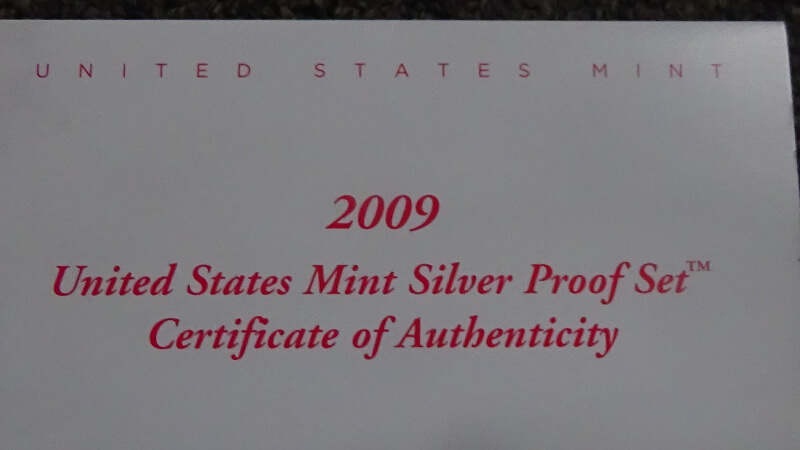 UNITED STATES MINT
2009
United States Mint Silver Proof Set™
Certificate of Authenticity